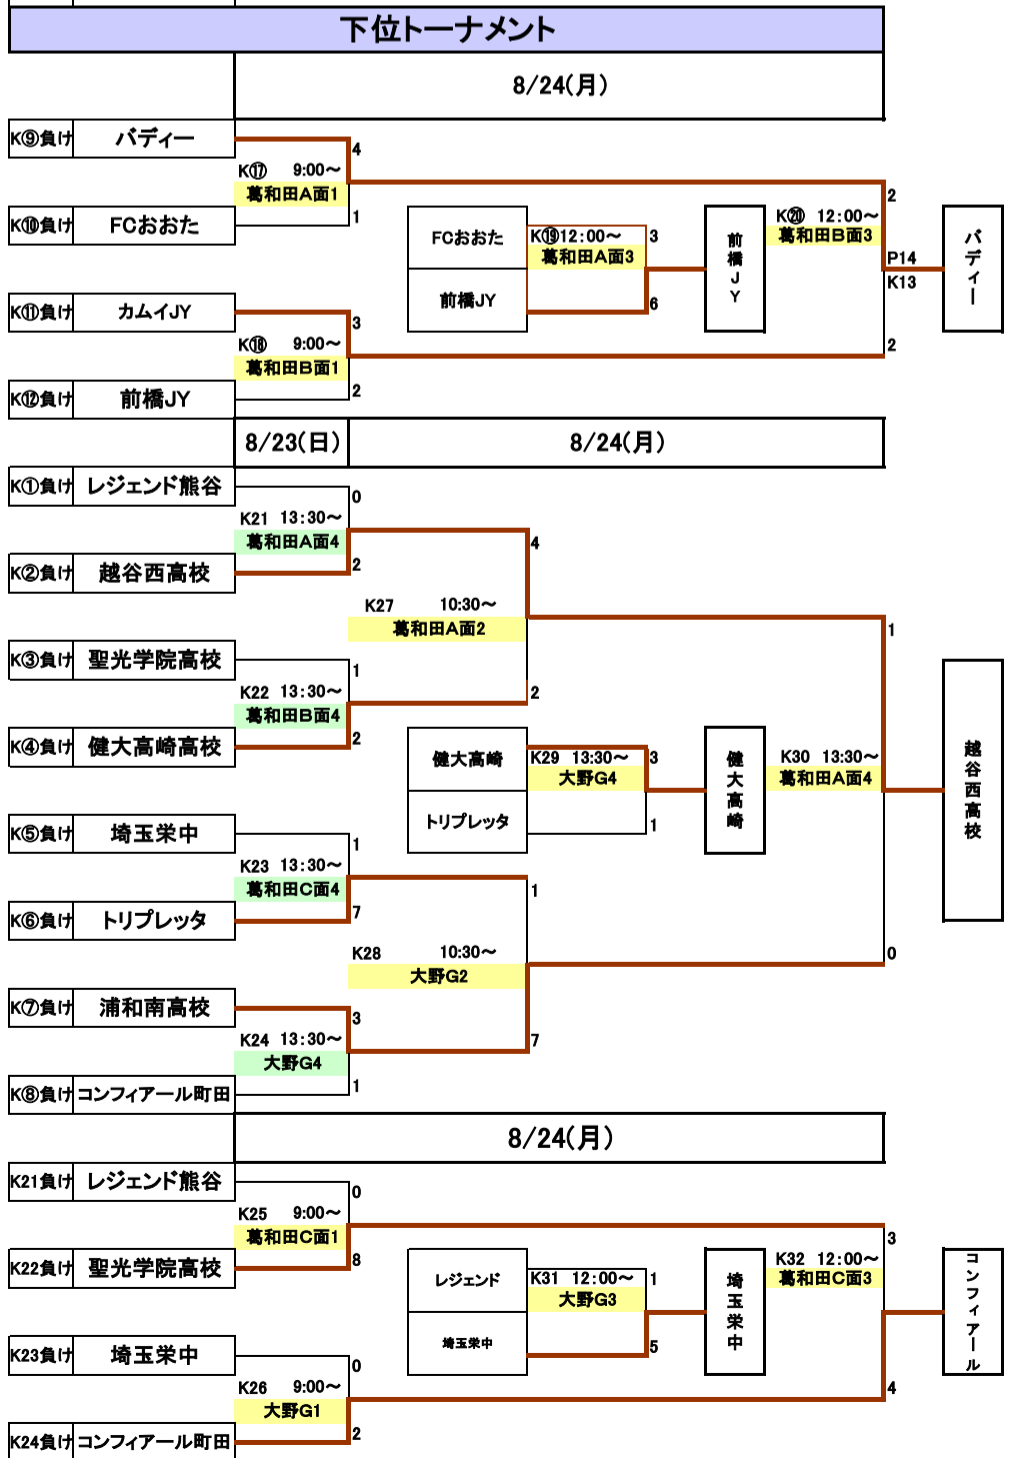 下位トーナメント
8/24(月)
K⑨負け バディー
4
K⑰ 9:00～
葛和田A面1
1
K⑩負け FCおおた
2
K⑳ 12:00～
葛和田B面3
FCおおた
K⑲12:00～
葛和田A面3
3
前橋JY
6
前橋JY
P14
K13
バディー
K⑪負け カムイJY
3
K⑱ 9:00～
葛和田B面1
2
2
K⑫負け 前橋JY
8/23(日) 8/24(月)
K①負け レジェンド熊谷
0
K21 13:30～
葛和田A面4
2
K②負け 越谷西高校
4
K27 10:30～
葛和田A面2
1
K③負け 聖光学院高校
1
K22 13:30～
葛和田B面4
2
2
K④負け 健大高崎高校
健大高崎
K29 13:30～
大野G4
3
トリプレッタ
1
健大高崎
K30 13:30～
葛和田A面4
越谷西高校
K⑤負け 埼玉栄中
1
K23 13:30～
葛和田C面4
7
K⑥負け トリプレッタ
1
K28 10:30～
大野G2
0
K⑦負け 浦和南高校
3
K24 13:30～
大野G4
1
7
K⑧負け コンフィアール町田
8/24(月)
K21負け レジェンド熊谷
0
K25 9:00～
葛和田C面1
8
K22負け 聖光学院高校
3
K32 12:00～
葛和田C面3
レジェンド
K31 12:00～
大野G3
1
埼玉栄中
5
埼玉栄中
コンフィアール
K23負け 埼玉栄中
0
K26 9:00～
大野G1
2
4
K24負け コンフィアール町田